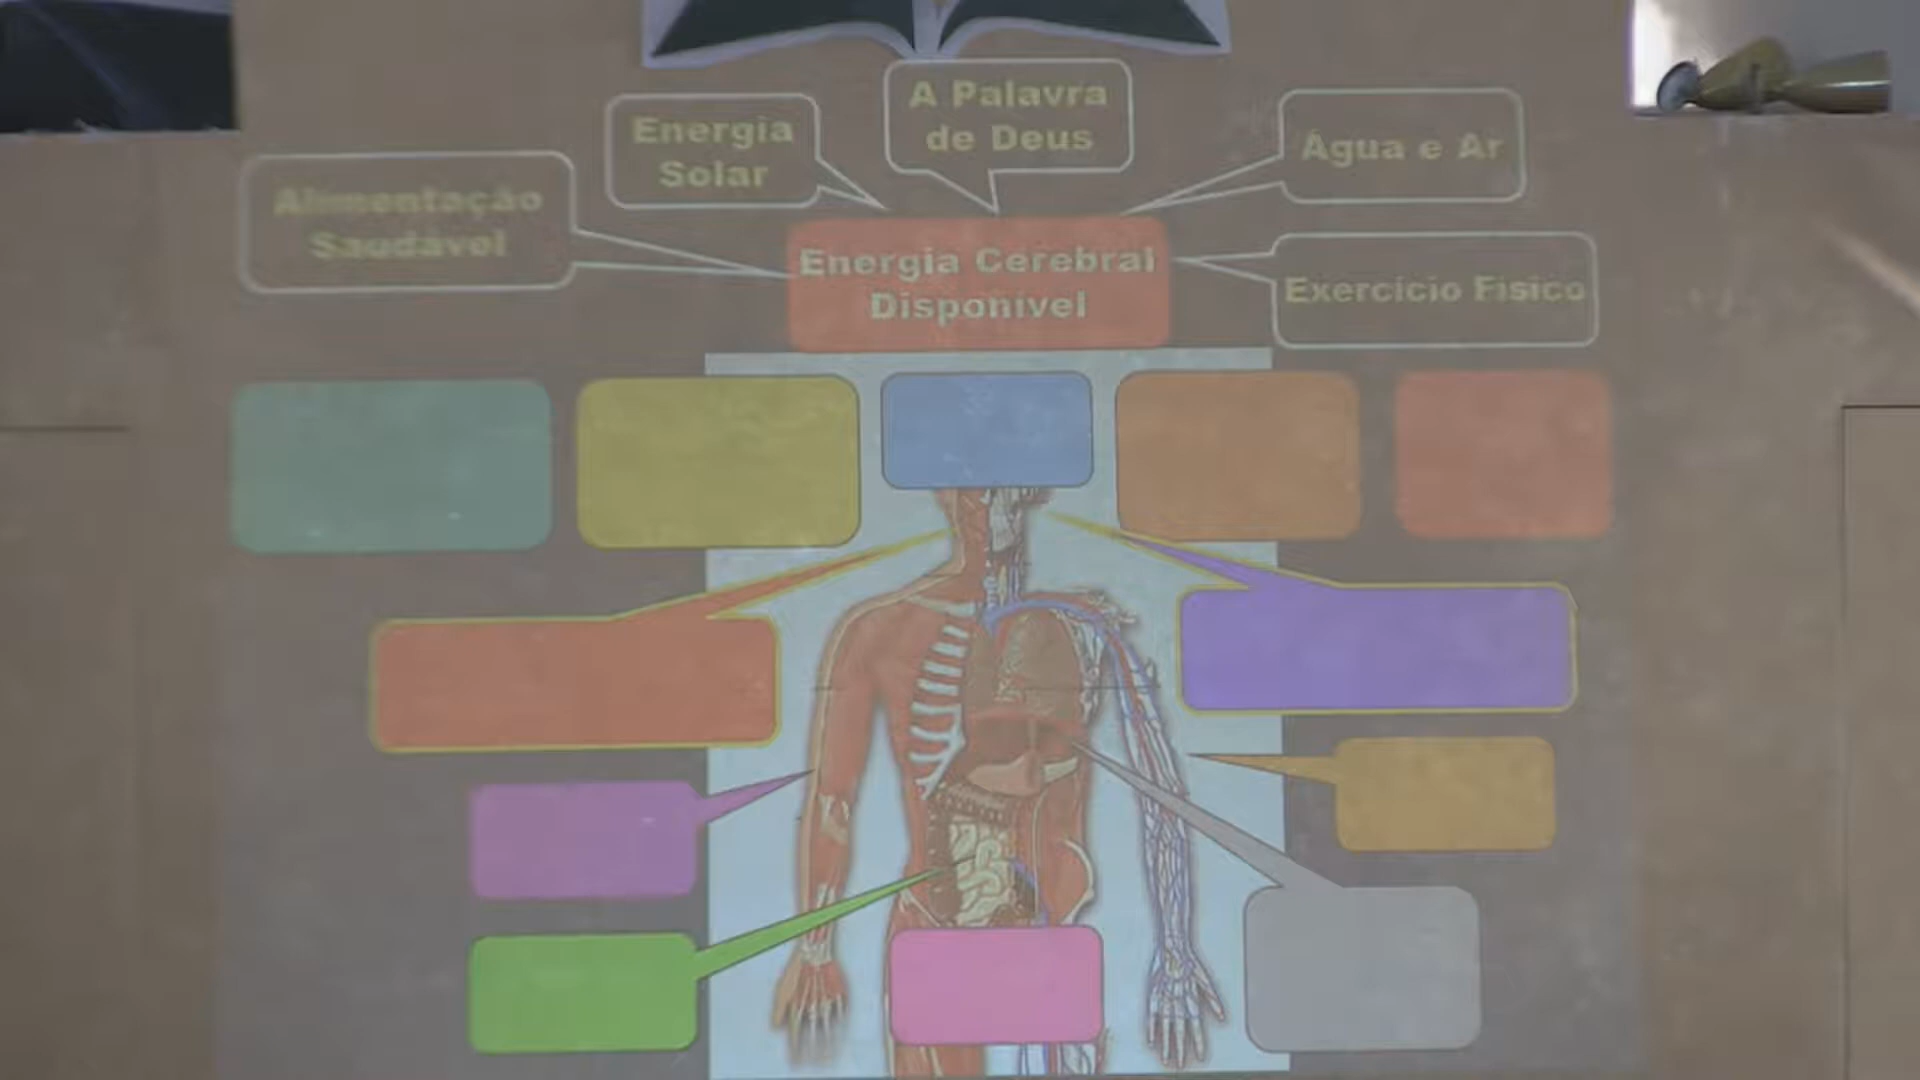 A Palavra
de Deus
Energia
Solar
Água e Ar
Alimentação
Saudável
Energia Cerebral
Disponível
Exercício Físico